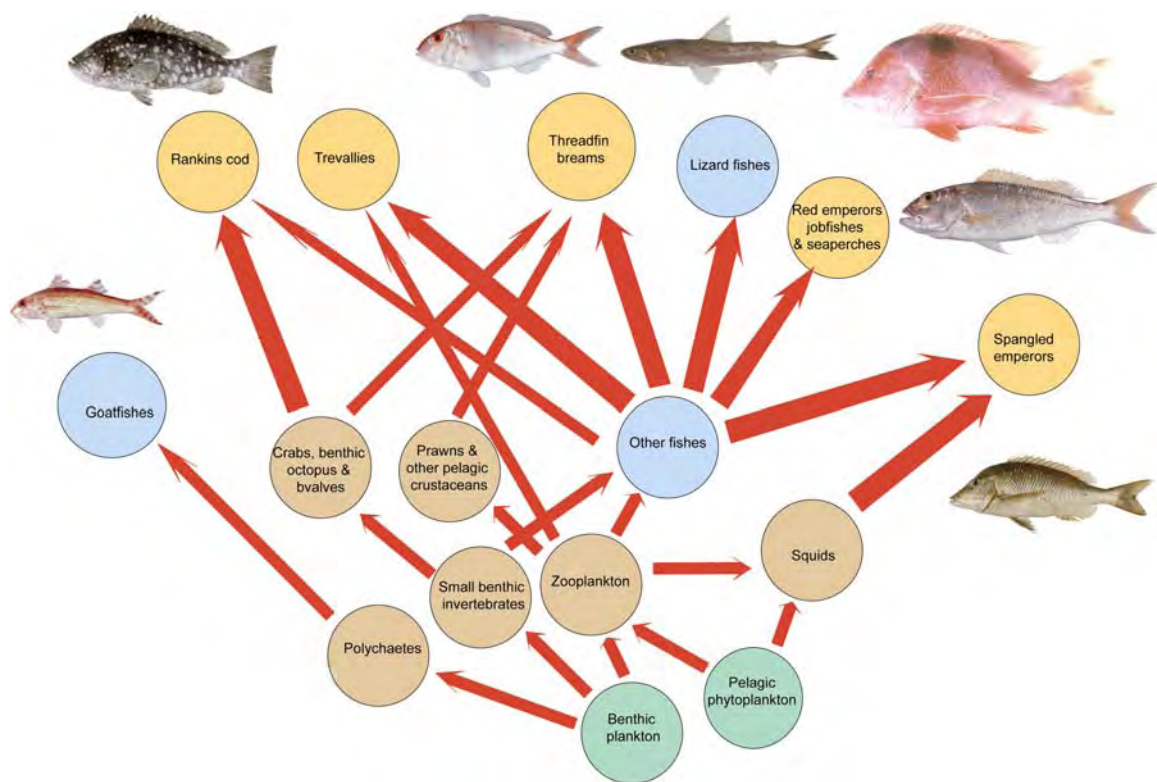 Rankins cod
Trevallies
Threadfin
breams
Lizard fishes
Red emperors
jobfishes
& seaperches
Spangled
emperors
Goatfishes
Crabs, benthic
octopus &
bvalves
Prawns &
other pelagic
crustaceans
Other fishes
Squids
Small benthic
invertebrates
Zooplankton
Polychaetes
Pelagic
phytoplankton
Benthic
plankton